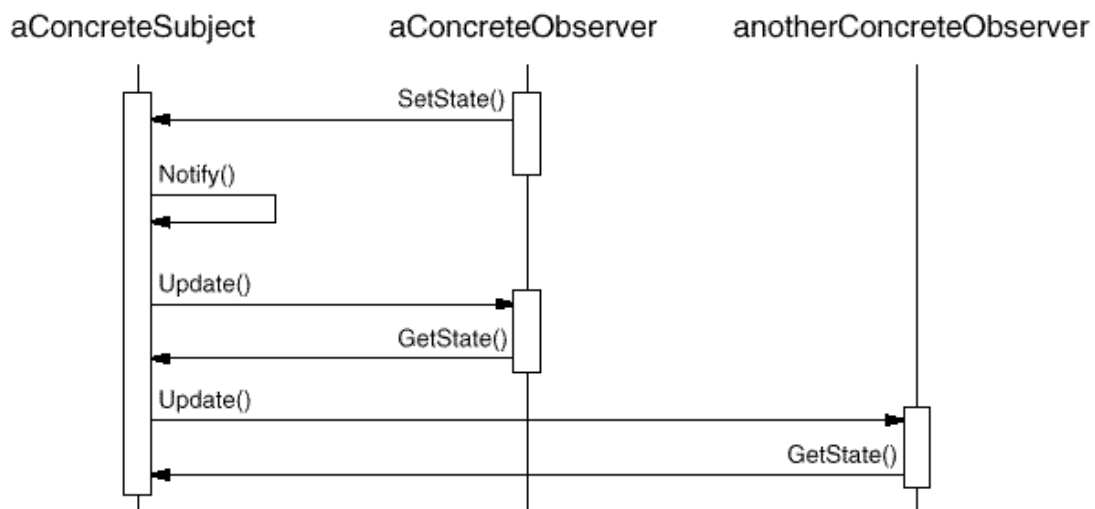 aConcreteSubject aConcreteObserver anotherConcreteObserver
SetState()
Notify()
Update()
GetState()
Update()
GetState()